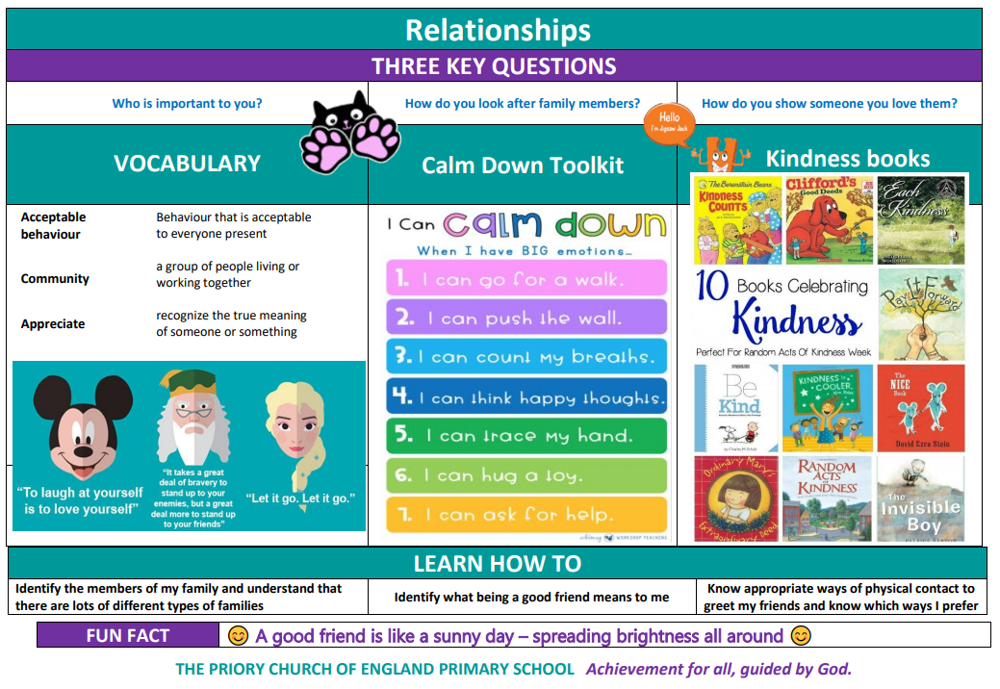 Relationships
THREE KEY QUESTIONS
Who is important to you?
How do you look after family members?
How do you show someone you love them?
Hello
I'm Jigsaw Jack
VOCABULARY
Calm Down Toolkit
Kindness books
Acceptable
behaviour
Behaviour that is acceptable
to everyone present
Community
a group of people living or
working together
Appreciate
recognize the true meaning
of someone or something
"To laugh at yourself
is to love yourself"
"It takes a great
deal of bravery to
stand up to your
enemies, but a great
deal more to stand up
to your friends"
"Let it go. Let it go."
I Can calm down
When I have BIG emotions...
1. I can go for a walk.
2. I can push the wall.
3. I can count my breaths.
4. I can think happy thoughts.
5. I can trace my hand.
6. I can hug a toy.
7. I can ask for help.
whimsy WORKSHOP TEACHING
The Berenstain Bears
KINDNESS
COUNTS
Clifford's
Good Deeds
Each
Kindness
10 Books Celebrating
Kindness
Perfect For Random Acts Of Kindness Week
Pay It Forward
Be
Kind
KINDNESS IS
COOLER,
The
NICE
Book
David Ezra Stein
Ordinary Mary's
Extraordinary Deed
RANDOM
ACTS
of
KINDNESS
The
Invisible
Boy
LEARN HOW TO
Identify the members of my family and understand that
there are lots of different types of families
Identify what being a good friend means to me
Know appropriate ways of physical contact to
greet my friends and know which ways I prefer
FUN FACT
A good friend is like a sunny day – spreading brightness all around
THE PRIORY CHURCH OF ENGLAND PRIMARY SCHOOL Achievement for all, guided by God.